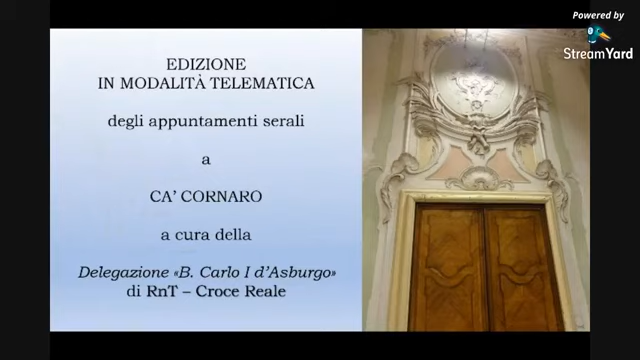 Powered by
StreamYard
EDIZIONE
IN MODALITÀ TELEMATICA
degli appuntamenti serali
a
CA’ CORNARO
a cura della
Delegazione «B. Carlo I d’Asburgo»
di RnT – Croce Reale